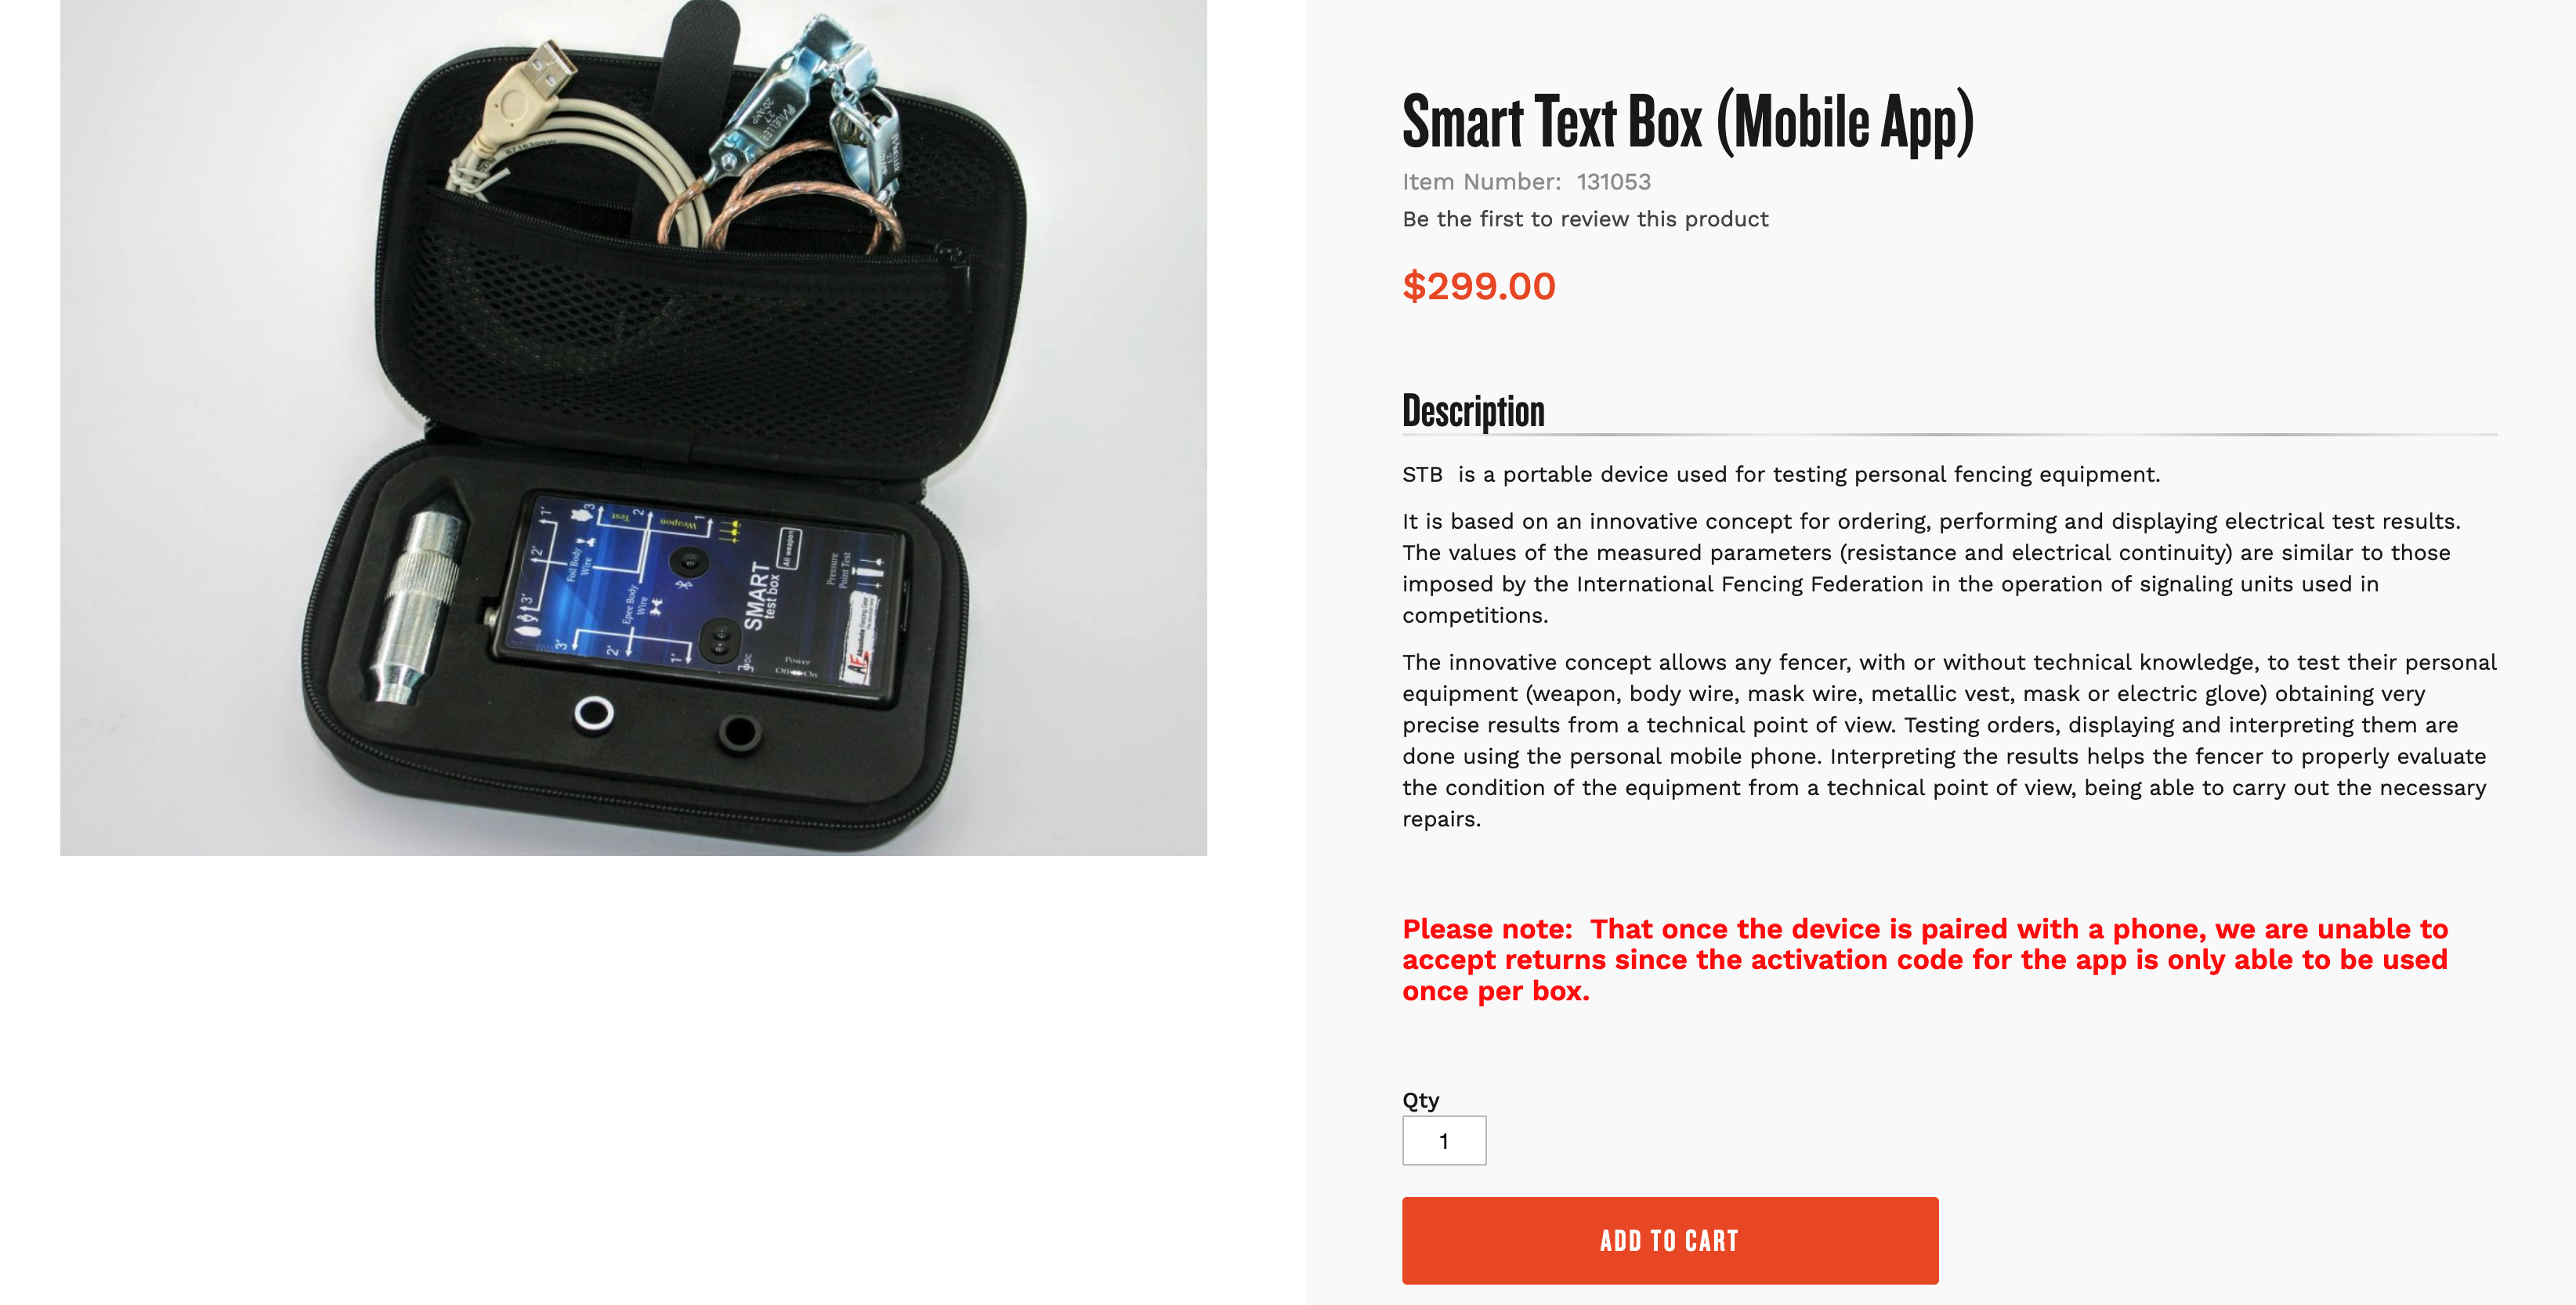 Smart Text Box (Mobile App)
Item Number:  131053
Be the first to review this product
$299.00
Description
STB  is a portable device used for testing personal fencing equipment.
It is based on an innovative concept for ordering, performing and displaying electrical test results.
The values of the measured parameters (resistance and electrical continuity) are similar to those
imposed by the International Fencing Federation in the operation of signaling units used in
competitions.
The innovative concept allows any fencer, with or without technical knowledge, to test their personal
equipment (weapon, body wire, mask wire, metallic vest, mask or electric glove) obtaining very
precise results from a technical point of view. Testing orders, displaying and interpreting them are
done using the personal mobile phone. Interpreting the results helps the fencer to properly evaluate
the condition of the equipment from a technical point of view, being able to carry out the necessary
repairs.
Please note:  That once the device is paired with a phone, we are unable to
accept returns since the activation code for the app is only able to be used
once per box.
Qty
1
ADD TO CART
Test
Weapon
1
2
3
1'
2'
3'
Foil Body
Wire
Epee Body
Wire
3'
2'
1'
SMART
test box
All weapon
Pressure
Point Test
Power
Off
On
AF
Absolute Fencing Gear